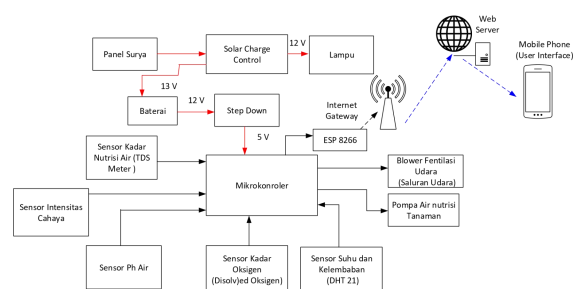 Web
Server
Mobile Phone
(User Interface)
Panel Surya
Solar Charge
Control
12 V
Lampu
13 V
Baterai
12 V
Step Down
Internet
Gateway
5 V
ESP 8266
Sensor Kadar
Nutrisi Air (TDS
Meter )
Mikrokonroler
Blower Fentilasi
Udara
(Saluran Udara)
Sensor Intensitas
Cahaya
Pompa Air nutrisi
Tanaman
Sensor Ph Air
Sensor Kadar
Oksigen
(Disolv)ed Oksigen)
Sensor Suhu dan
Kelembaban
(DHT 21)